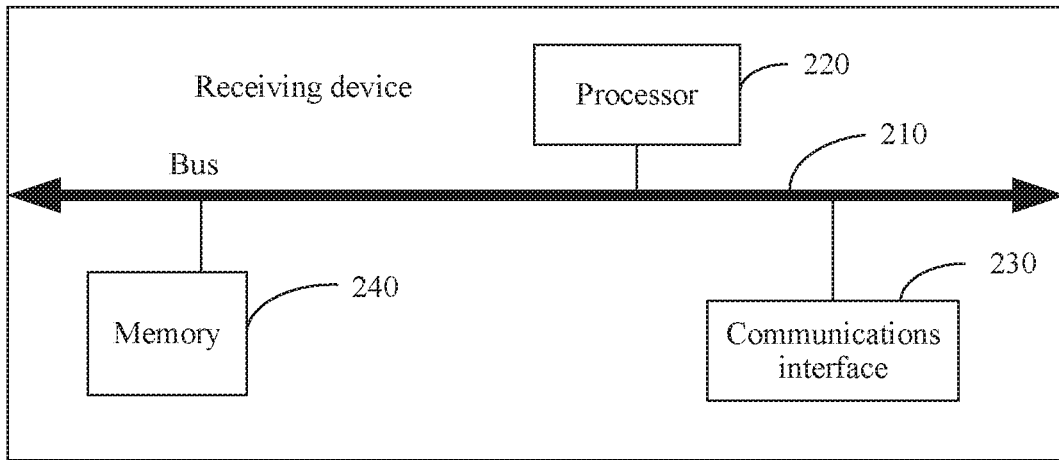 220
Processor
Receiving device
210
Bus
240
230
Memory
Communications
interface